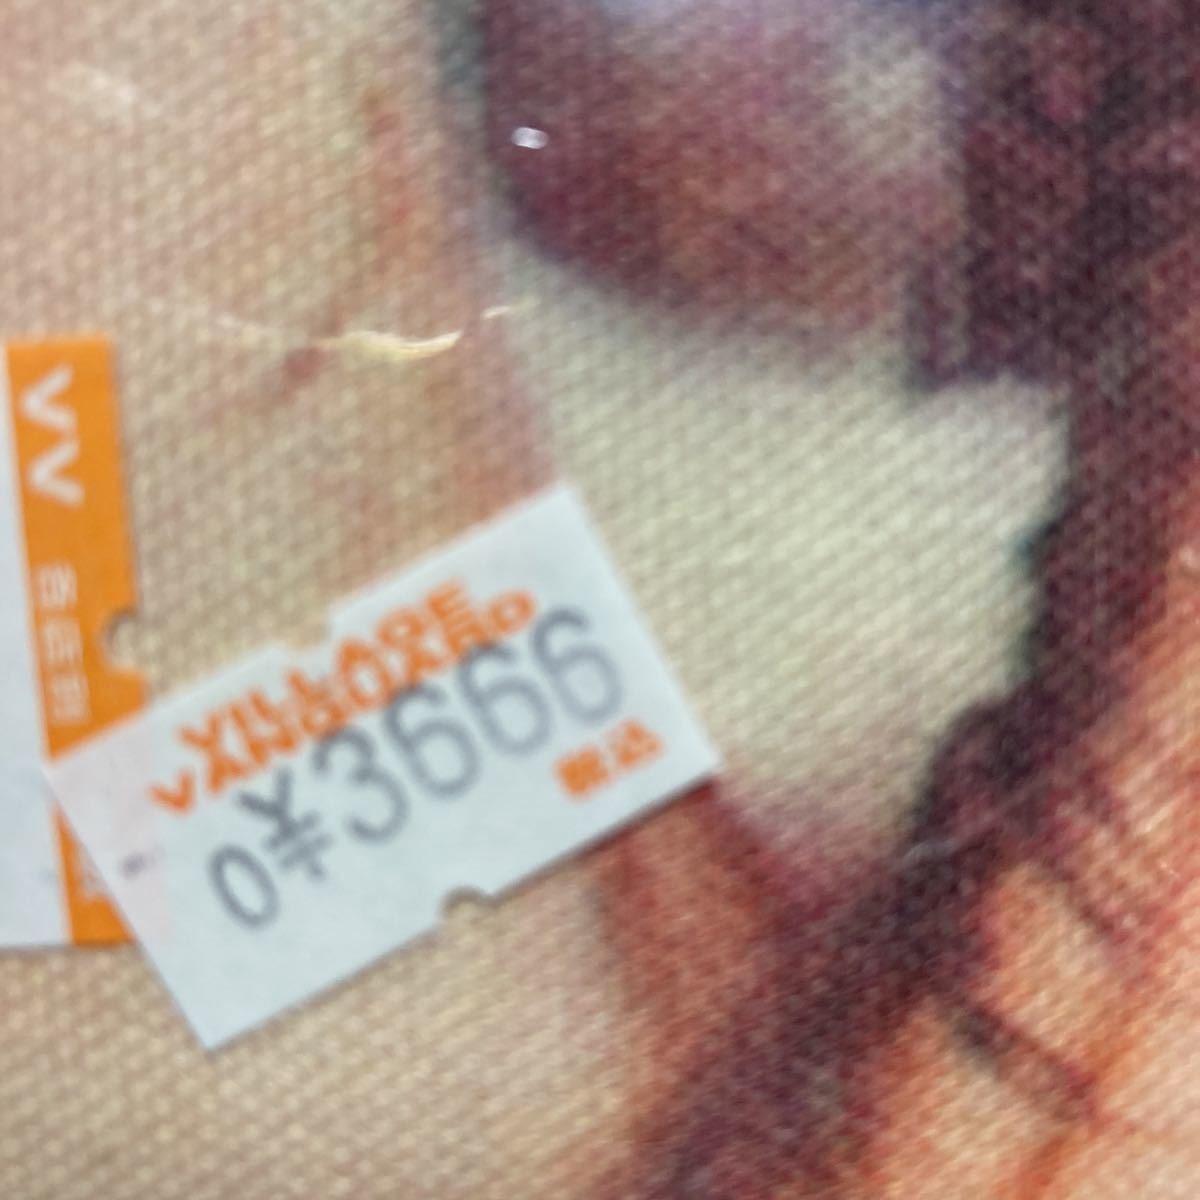 VV
VILLAGE
VANGUARD
0 ¥3666
税込